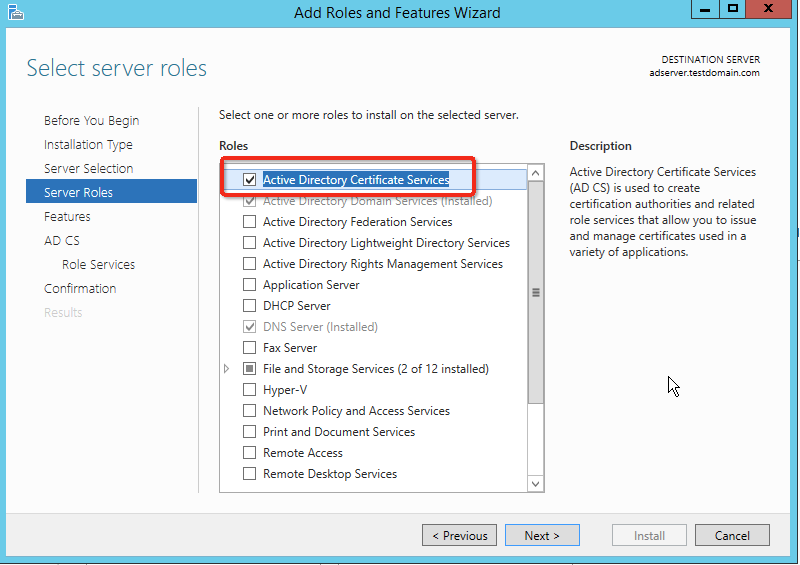 Add Roles and Features Wizard
Select server roles
DESTINATION SERVER
adserver.testdomain.com
Before You Begin
Installation Type
Server Selection
Server Roles
Features
AD CS
Role Services
Confirmation
Results
Select one or more roles to install on the selected server.
Roles
Active Directory Certificate Services
Active Directory Domain Services (Installed)
Active Directory Federation Services
Active Directory Lightweight Directory Services
Active Directory Rights Management Services
Application Server
DHCP Server
DNS Server (Installed)
Fax Server
File and Storage Services (2 of 12 installed)
Hyper-V
Network Policy and Access Services
Print and Document Services
Remote Access
Remote Desktop Services
Description
Active Directory Certificate Services
(AD CS) is used to create
certification authorities and related
role services that allow you to issue
and manage certificates used in a
variety of applications.
< Previous
Next >
Install
Cancel